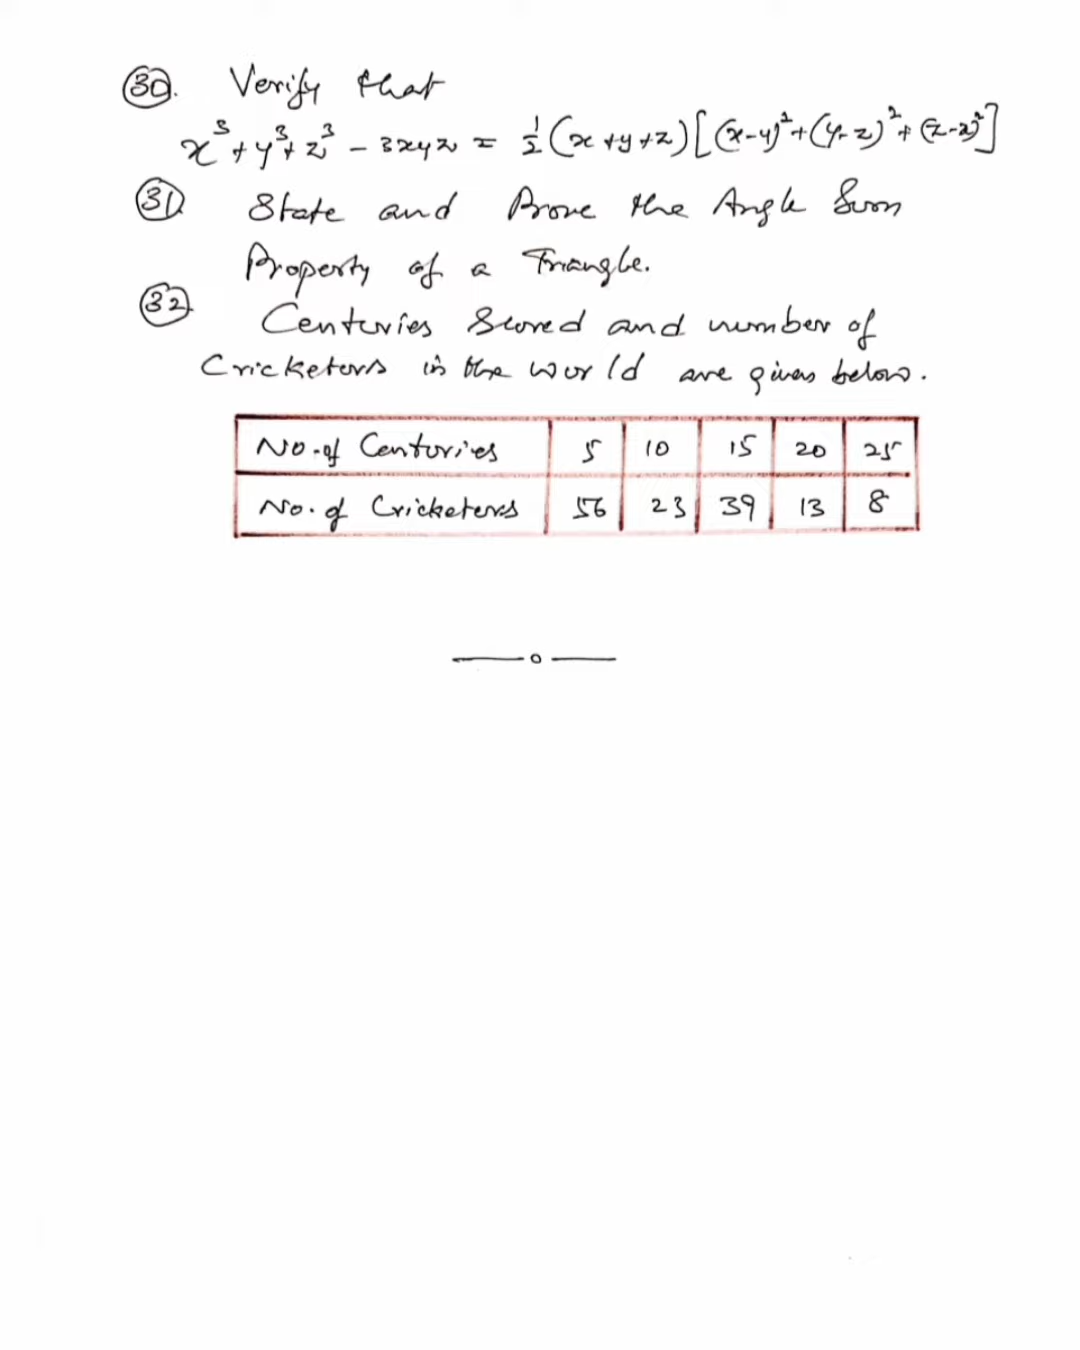 30. Verify that
x³ + y³ + z³ - 3xyz = 1/2 (x + y + z) [(x-y)² + (y-z)² + (z-x)²]
31 State and Prove the Angle Sum
Property of a Triangle.
32. Centuries Scored and number of
Cricketers in the world are given below.
No. of Centuries 5 10 15 20 25
No. of Cricketers 56 23 39 13 8